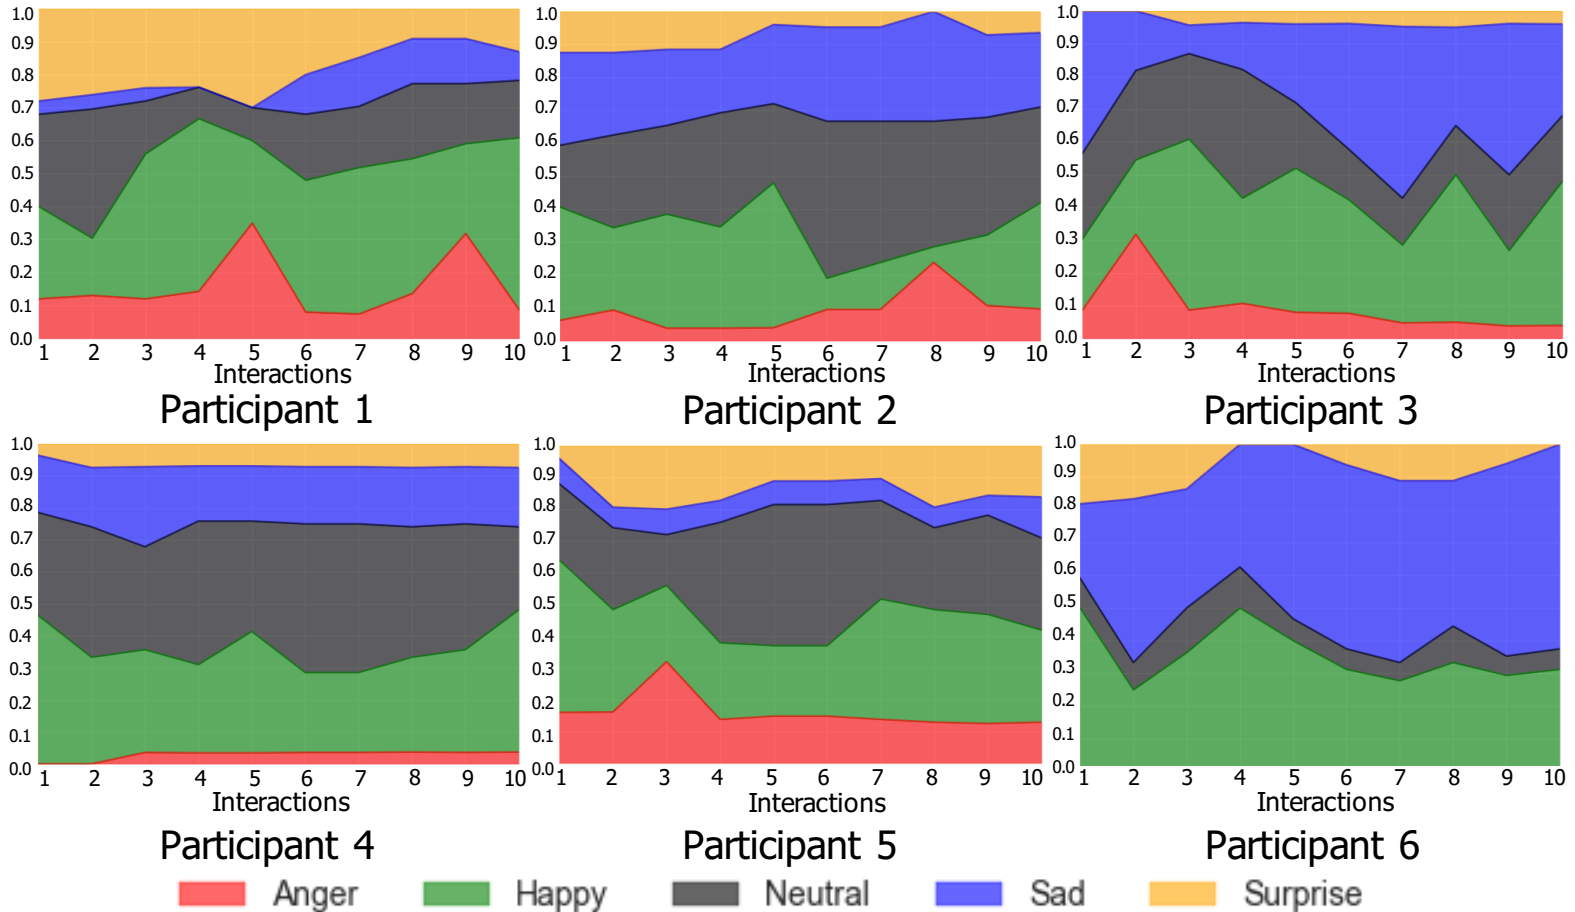 1.0 0.9 0.8 0.7 0.6 0.5 0.4 0.3 0.2 0.1 0.0
1 2 3 4 5 6 7 8 9 10
Interactions
Participant 1
1.0 0.9 0.8 0.7 0.6 0.5 0.4 0.3 0.2 0.1 0.0
1 2 3 4 5 6 7 8 9 10
Interactions
Participant 2
1.0 0.9 0.8 0.7 0.6 0.5 0.4 0.3 0.2 0.1 0.0
1 2 3 4 5 6 7 8 9 10
Interactions
Participant 3
1.0 0.9 0.8 0.7 0.6 0.5 0.4 0.3 0.2 0.1 0.0
1 2 3 4 5 6 7 8 9 10
Interactions
Participant 4
1.0 0.9 0.8 0.7 0.6 0.5 0.4 0.3 0.2 0.1 0.0
1 2 3 4 5 6 7 8 9 10
Interactions
Participant 5
1.0 0.9 0.8 0.7 0.6 0.5 0.4 0.3 0.2 0.1 0.0
1 2 3 4 5 6 7 8 9 10
Interactions
Participant 6
Anger Happy Neutral Sad Surprise